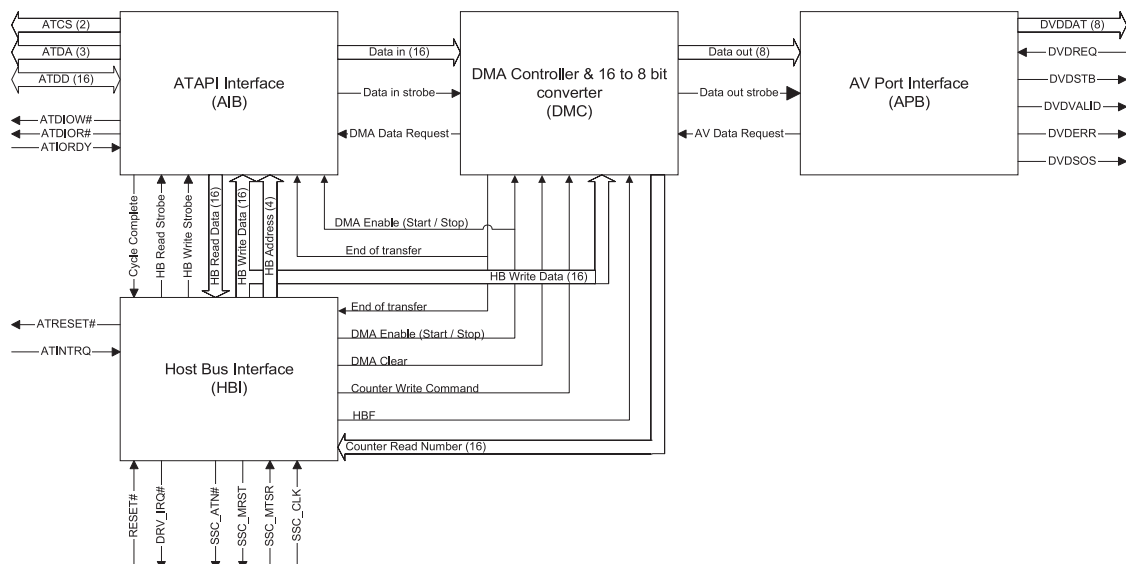 ATCS (2)
ATDA (3)
ATDD (16)
ATDIOW#
ATDIOR#
ATIORDY
ATAPI Interface
(AIB)
Data in (16)
Data in strobe
DMA Data Request
DMA Controller & 16 to 8 bit
converter
(DMC)
Data out (8)
Data out strobe
AV Data Request
AV Port Interface
(APB)
DVDDAT (8)
DVDREQ
DVDSTB
DVDVALID
DVDERR
DVDSOS
Cycle Complete
HB Read Strobe
HB Write Strobe
HB Read Data (16)
HB Write Data (16)
HB Address (4)
DMA Enable (Start / Stop)
End of transfer
HB Write Data (16)
End of transfer
DMA Enable (Start / Stop)
DMA Clear
Counter Write Command
HBF
Counter Read Number (16)
ATRESET#
ATINTRQ
Host Bus Interface
(HBI)
RESET#
DRV_IRQ#
SSC_ATN#
SSC_MRST
SSC_MTSR
SSC_CLK